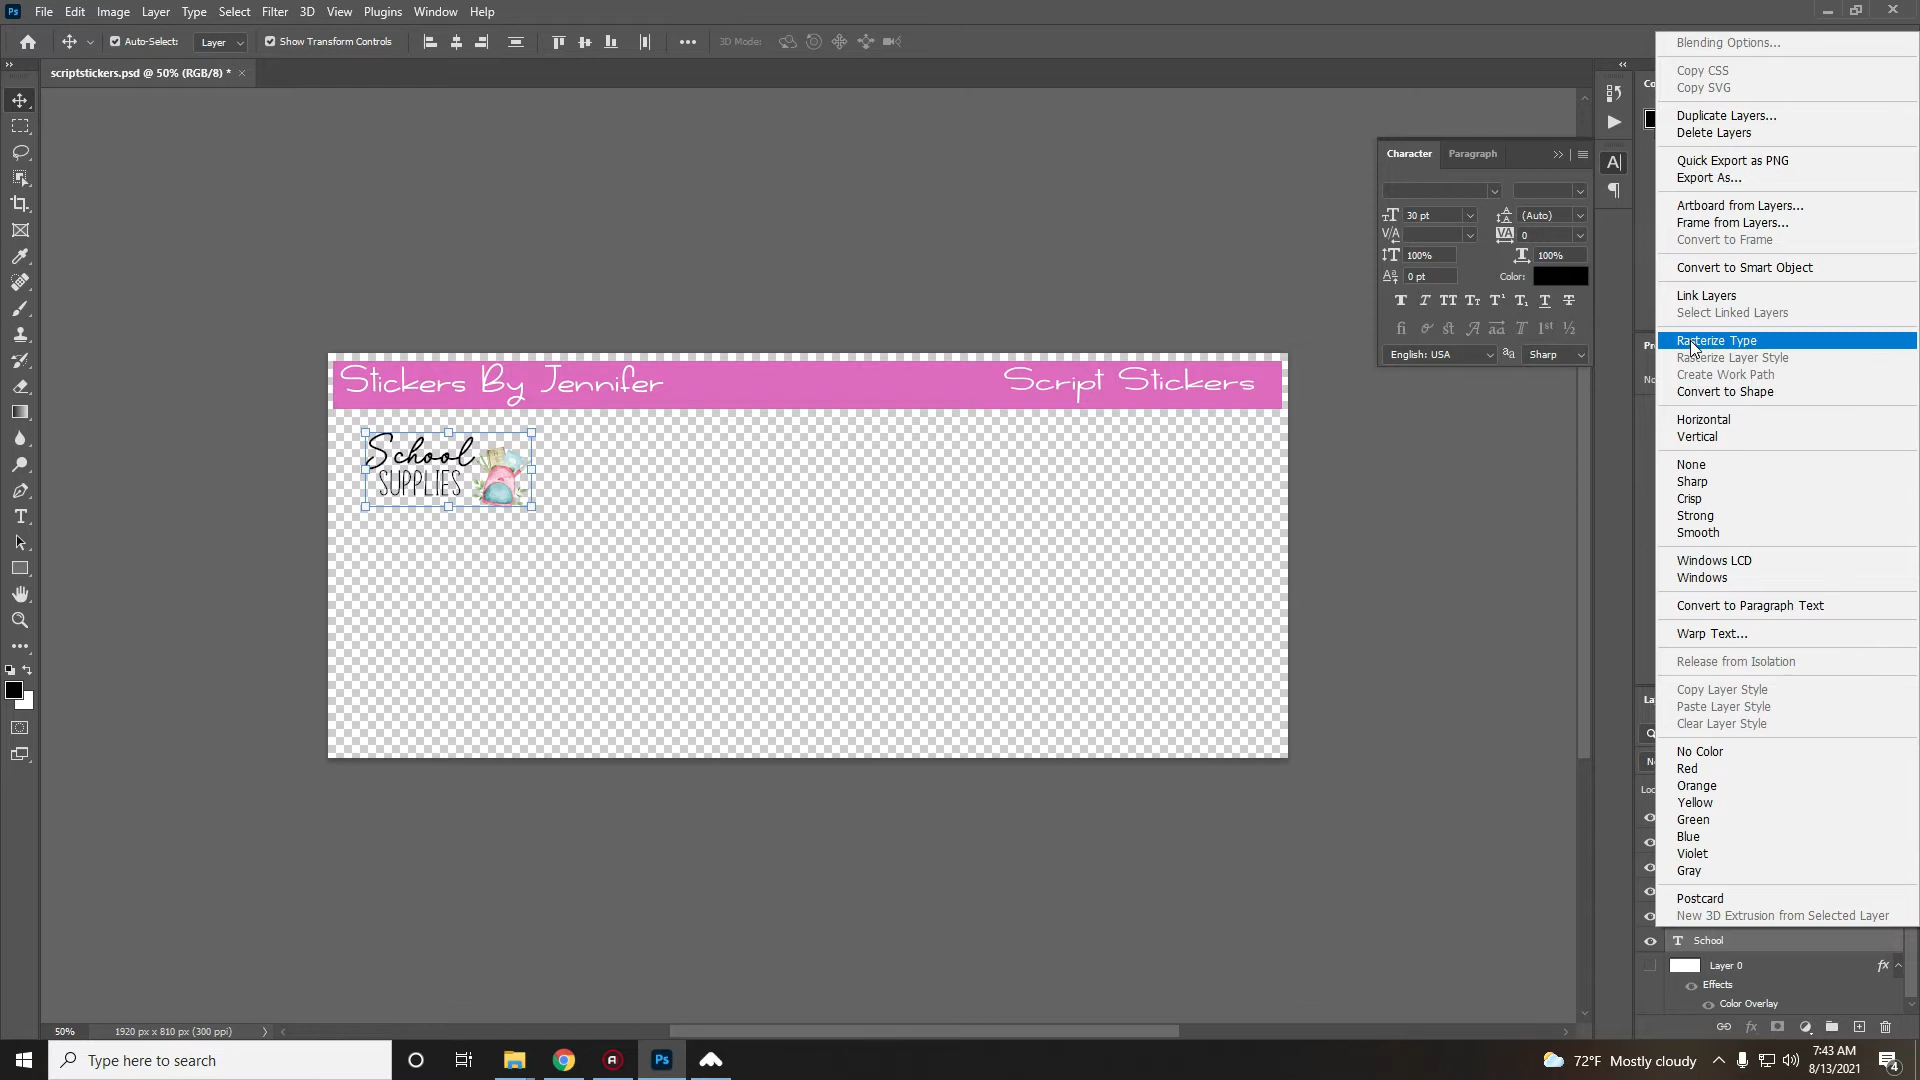 Ps File Edit Image Layer Type Select Filter 3D View Plugins Window Help
Auto-Select: Layer Show Transform Controls 3D Mode:
scriptstickers.psd @ 50% (RGB/8) *
Stickers By Jennifer Script Stickers
School
SUPPLIES
Character Paragraph
30 pt (Auto)
0
100% 100%
0 pt Color:
English: USA Sharp
Blending Options...
Copy CSS
Copy SVG
Duplicate Layers...
Delete Layers
Quick Export as PNG
Export As...
Artboard from Layers...
Frame from Layers...
Convert to Frame
Convert to Smart Object
Link Layers
Select Linked Layers
Rasterize Type
Rasterize Layer Style
Create Work Path
Convert to Shape
Horizontal
Vertical
None
Sharp
Crisp
Strong
Smooth
Windows LCD
Windows
Convert to Paragraph Text
Warp Text...
Release from Isolation
Copy Layer Style
Paste Layer Style
Clear Layer Style
No Color
Red
Orange
Yellow
Green
Blue
Violet
Gray
Postcard
New 3D Extrusion from Selected Layer
School
Layer 0 fx
Effects
Color Overlay
50% 1920 px x 810 px (300 ppi)
Type here to search
72°F Mostly cloudy
7:43 AM
8/13/2021
4